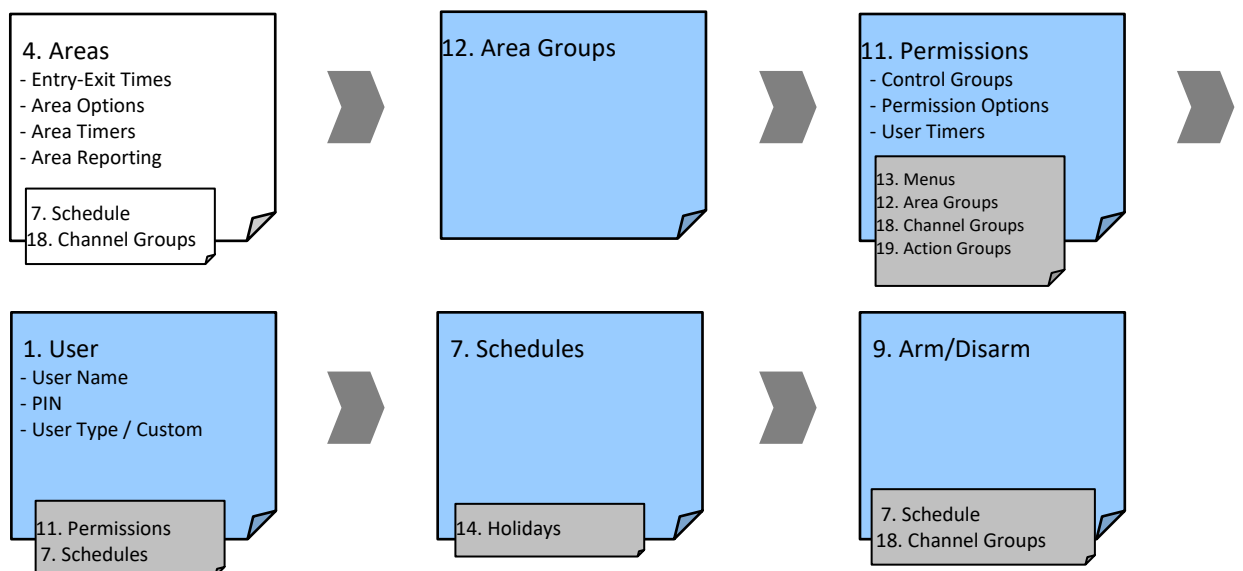 4. Areas
- Entry-Exit Times
- Area Options
- Area Timers
- Area Reporting
7. Schedule
18. Channel Groups
12. Area Groups
11. Permissions
- Control Groups
- Permission Options
- User Timers
13. Menus
12. Area Groups
18. Channel Groups
19. Action Groups
1. User
- User Name
- PIN
- User Type / Custom
11. Permissions
7. Schedules
7. Schedules
14. Holidays
9. Arm/Disarm
7. Schedule
18. Channel Groups